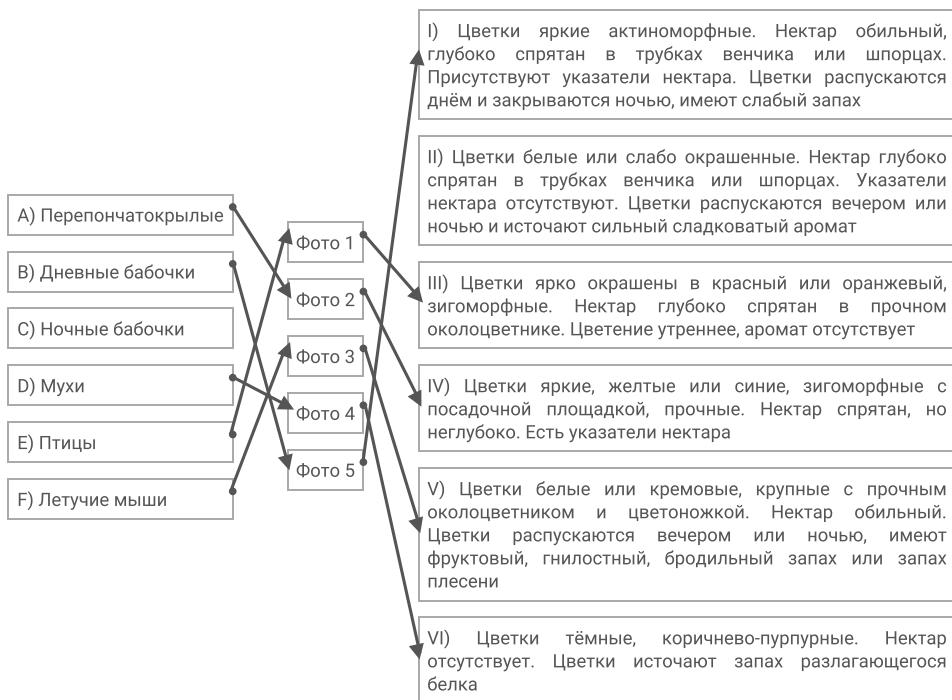 A) Перепончатокрылые
B) Дневные бабочки
C) Ночные бабочки
D) Мухи
E) Птицы
F) Летучие мыши
Фото 1
Фото 2
Фото 3
Фото 4
Фото 5
I) Цветки яркие актиноморфные. Нектар обильный,
глубоко спрятан в трубках венчика или шпорцах.
Присутствуют указатели нектара. Цветки распускаются
днём и закрываются ночью, имеют слабый запах
II) Цветки белые или слабо окрашенные. Нектар глубоко
спрятан в трубках венчика или шпорцах. Указатели
нектара отсутствуют. Цветки распускаются вечером или
ночью и источают сильный сладковатый аромат
III) Цветки ярко окрашены в красный или оранжевый,
зигоморфные. Нектар глубоко спрятан в прочном
околоцветнике. Цветение утреннее, аромат отсутствует
IV) Цветки яркие, желтые или синие, зигоморфные с
посадочной площадкой, прочные. Нектар спрятан, но
неглубоко. Есть указатели нектара
V) Цветки белые или кремовые, крупные с прочным
околоцветником и цветоножкой. Нектар обильный.
Цветки распускаются вечером или ночью, имеют
фруктовый, гнилостный, бродильный запах или запах
плесени
VI) Цветки тёмные, коричнево-пурпурные. Нектар
отсутствует. Цветки источают запах разлагающегося
белка